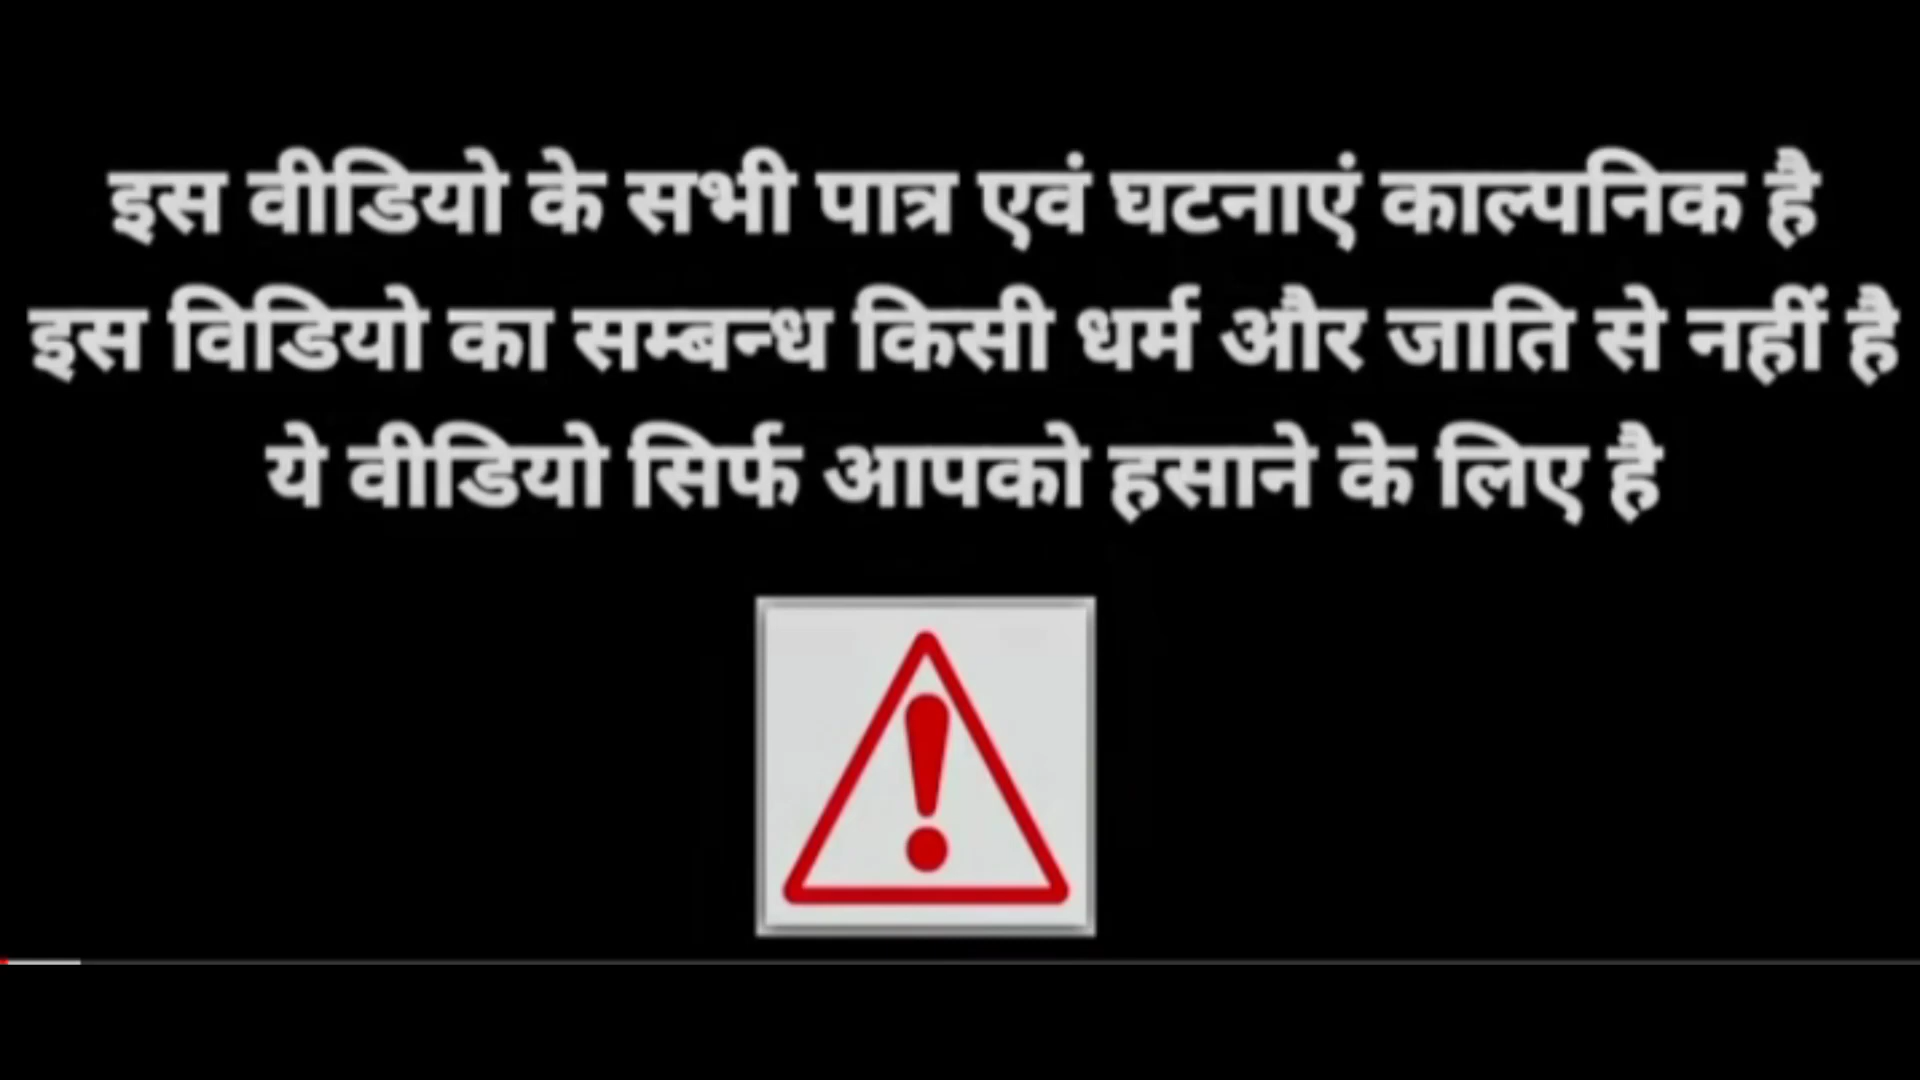 इस वीडियो के सभी पात्र एवं घटनाएं काल्पनिक है
इस विडियो का सम्बन्ध किसी धर्म और जाति से नहीं है
ये वीडियो सिर्फ आपको हसाने के लिए है